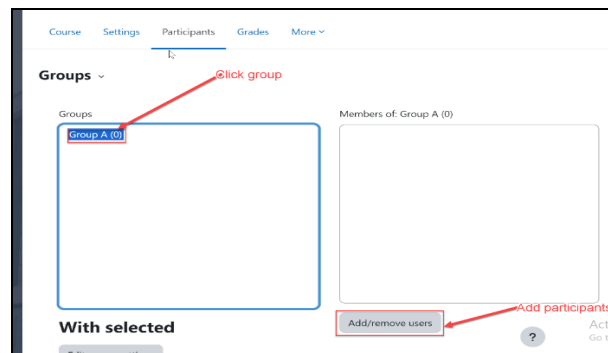 Course Settings Participants Grades More
Groups
Click group
Groups
Members of: Group A (0)
Group A (0)
Add/remove users
Add participants
With selected
?